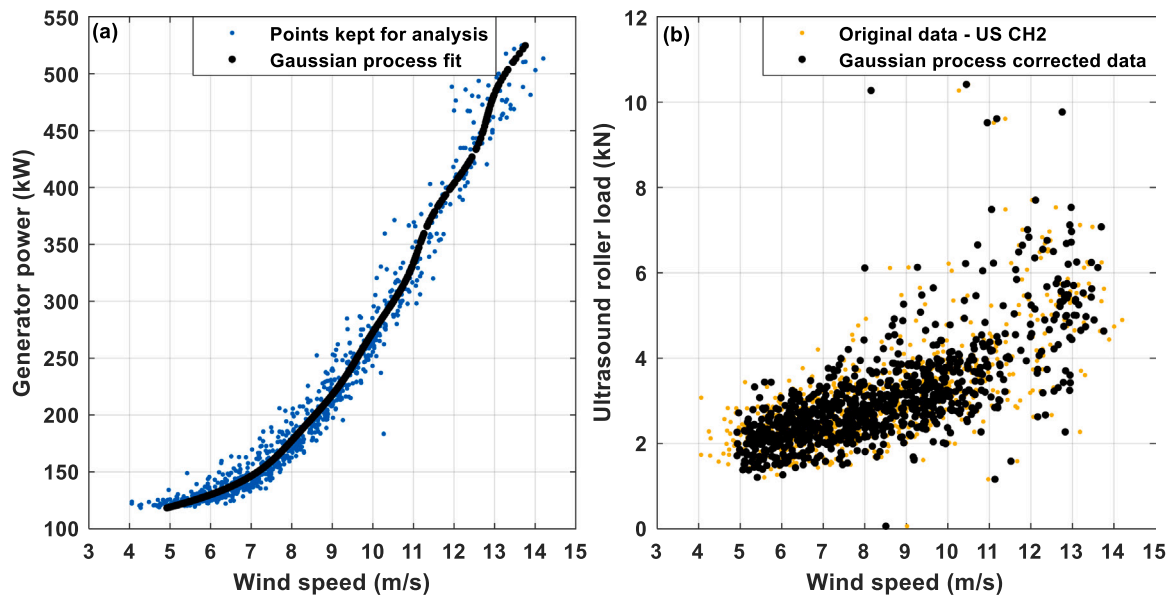 (a)
Points kept for analysis
Gaussian process fit
550
500
450
400
350
300
250
200
150
100
Generator power (kW)
3 4 5 6 7 8 9 10 11 12 13 14 15
Wind speed (m/s)
(b)
Original data - US CH2
Gaussian process corrected data
12
10
8
6
4
2
0
Ultrasound roller load (kN)
3 4 5 6 7 8 9 10 11 12 13 14 15
Wind speed (m/s)